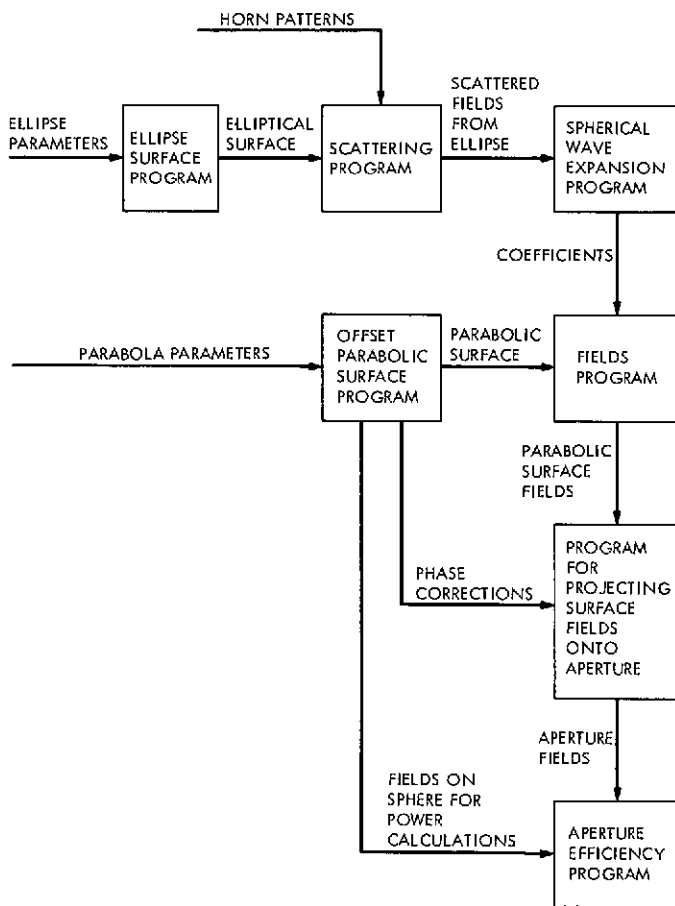 HORN PATTERNS
ELLIPSE
PARAMETERS
ELLIPSE
SURFACE
PROGRAM
ELLIPTICAL
SURFACE
SCATTERING
PROGRAM
SCATTERED
FIELDS
FROM
ELLIPSE
SPHERICAL
WAVE
EXPANSION
PROGRAM
COEFFICIENTS
PARABOLA PARAMETERS
OFFSET
PARABOLIC
SURFACE
PROGRAM
PARABOLIC
SURFACE
FIELDS
PROGRAM
PARABOLIC
SURFACE
FIELDS
PHASE
CORRECTIONS
PROGRAM
FOR
PROJECTING
SURFACE
FIELDS
ONTO
APERTURE
APERTURE
FIELDS
FIELDS ON
SPHERE FOR
POWER
CALCULATIONS
APERTURE
EFFICIENCY
PROGRAM